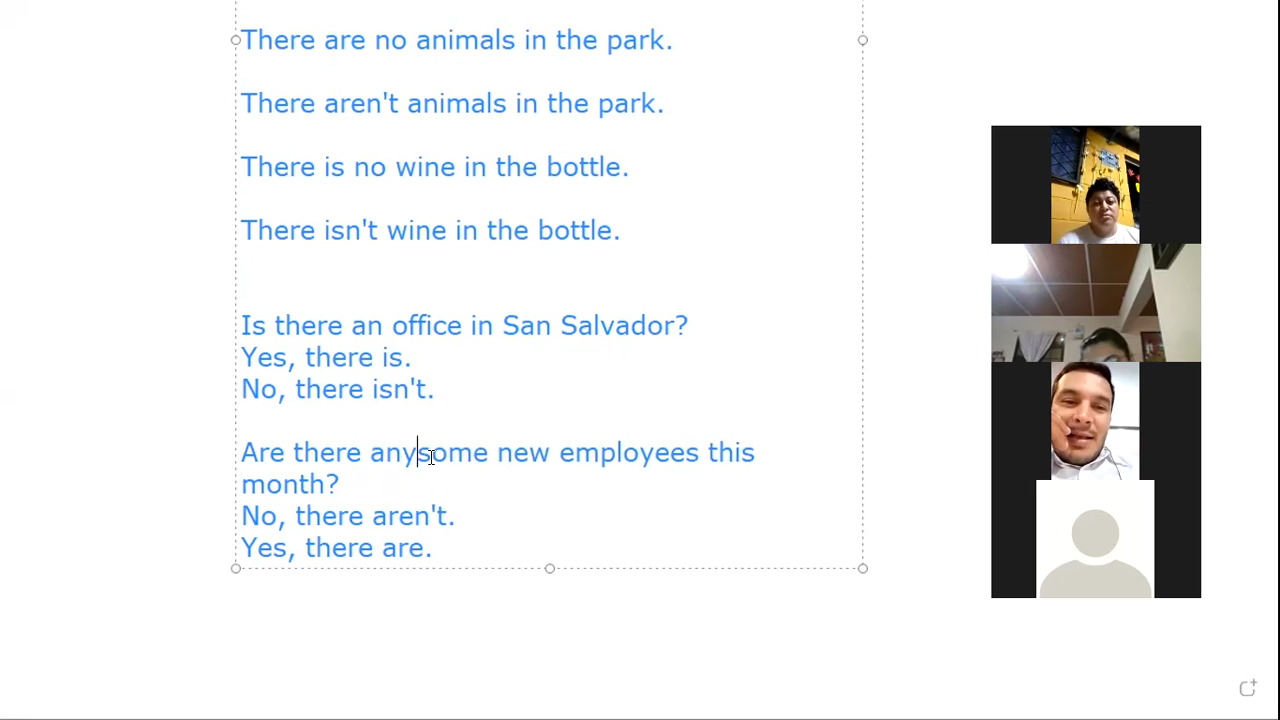 There are no animals in the park.
There aren't animals in the park.
There is no wine in the bottle.
There isn't wine in the bottle.
Is there an office in San Salvador?
Yes, there is.
No, there isn't.
Are there anysome new employees this
month?
No, there aren't.
Yes, there are.